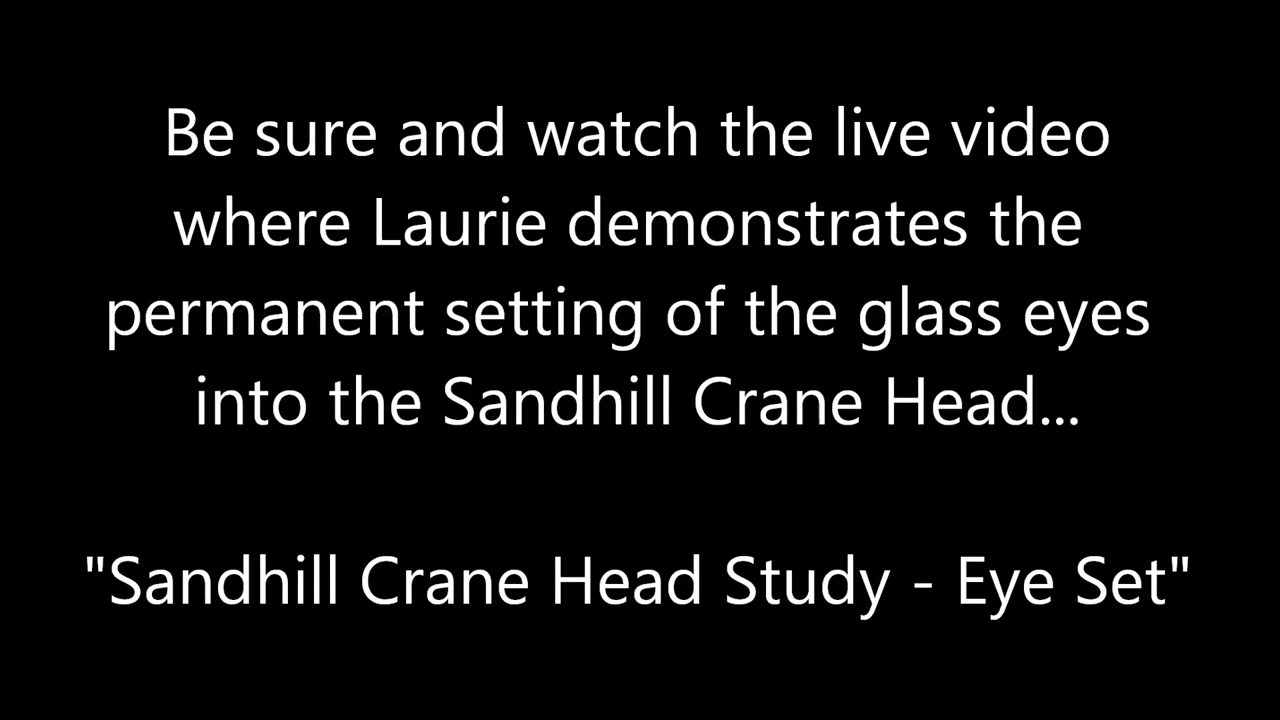 Be sure and watch the live video
where Laurie demonstrates the
permanent setting of the glass eyes
into the Sandhill Crane Head...
"Sandhill Crane Head Study - Eye Set"